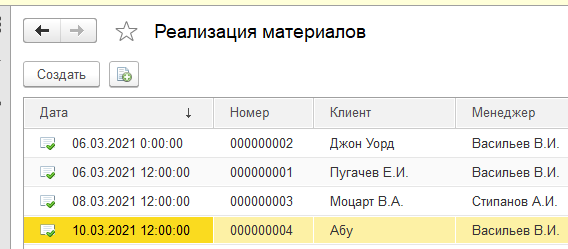 Реализация материалов
Создать
Дата ↓ Номер Клиент Менеджер
06.03.2021 0:00:00 000000002 Джон Уорд Васильев В.И.
06.03.2021 12:00:00 000000001 Пугачев Е.И. Васильев В.И.
08.03.2021 12:00:00 000000003 Моцарт В.А. Стипанов А.И.
10.03.2021 12:00:00 000000004 Абу Васильев В.И.